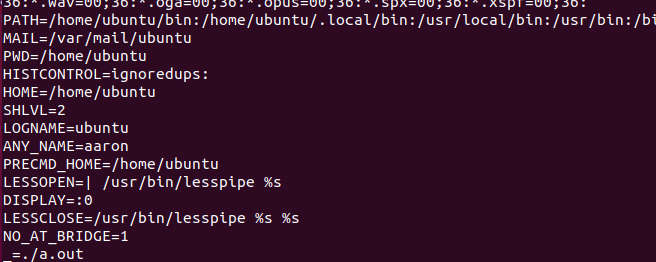 36:*.wav=00;36:*.oga=00;36:*.opus=00;36:*.spx=00;36:*.xspf=00;36:
PATH=/home/ubuntu/bin:/home/ubuntu/.local/bin:/usr/local/bin:/usr/bin:/bi
MAIL=/var/mail/ubuntu
PWD=/home/ubuntu
HISTCONTROL=ignoredups:
HOME=/home/ubuntu
SHLVL=2
LOGNAME=ubuntu
ANY_NAME=aaron
PRECMD_HOME=/home/ubuntu
LESSOPEN=| /usr/bin/lesspipe %s
DISPLAY=:0
LESSCLOSE=/usr/bin/lesspipe %s %s
NO_AT_BRIDGE=1
_=./a.out